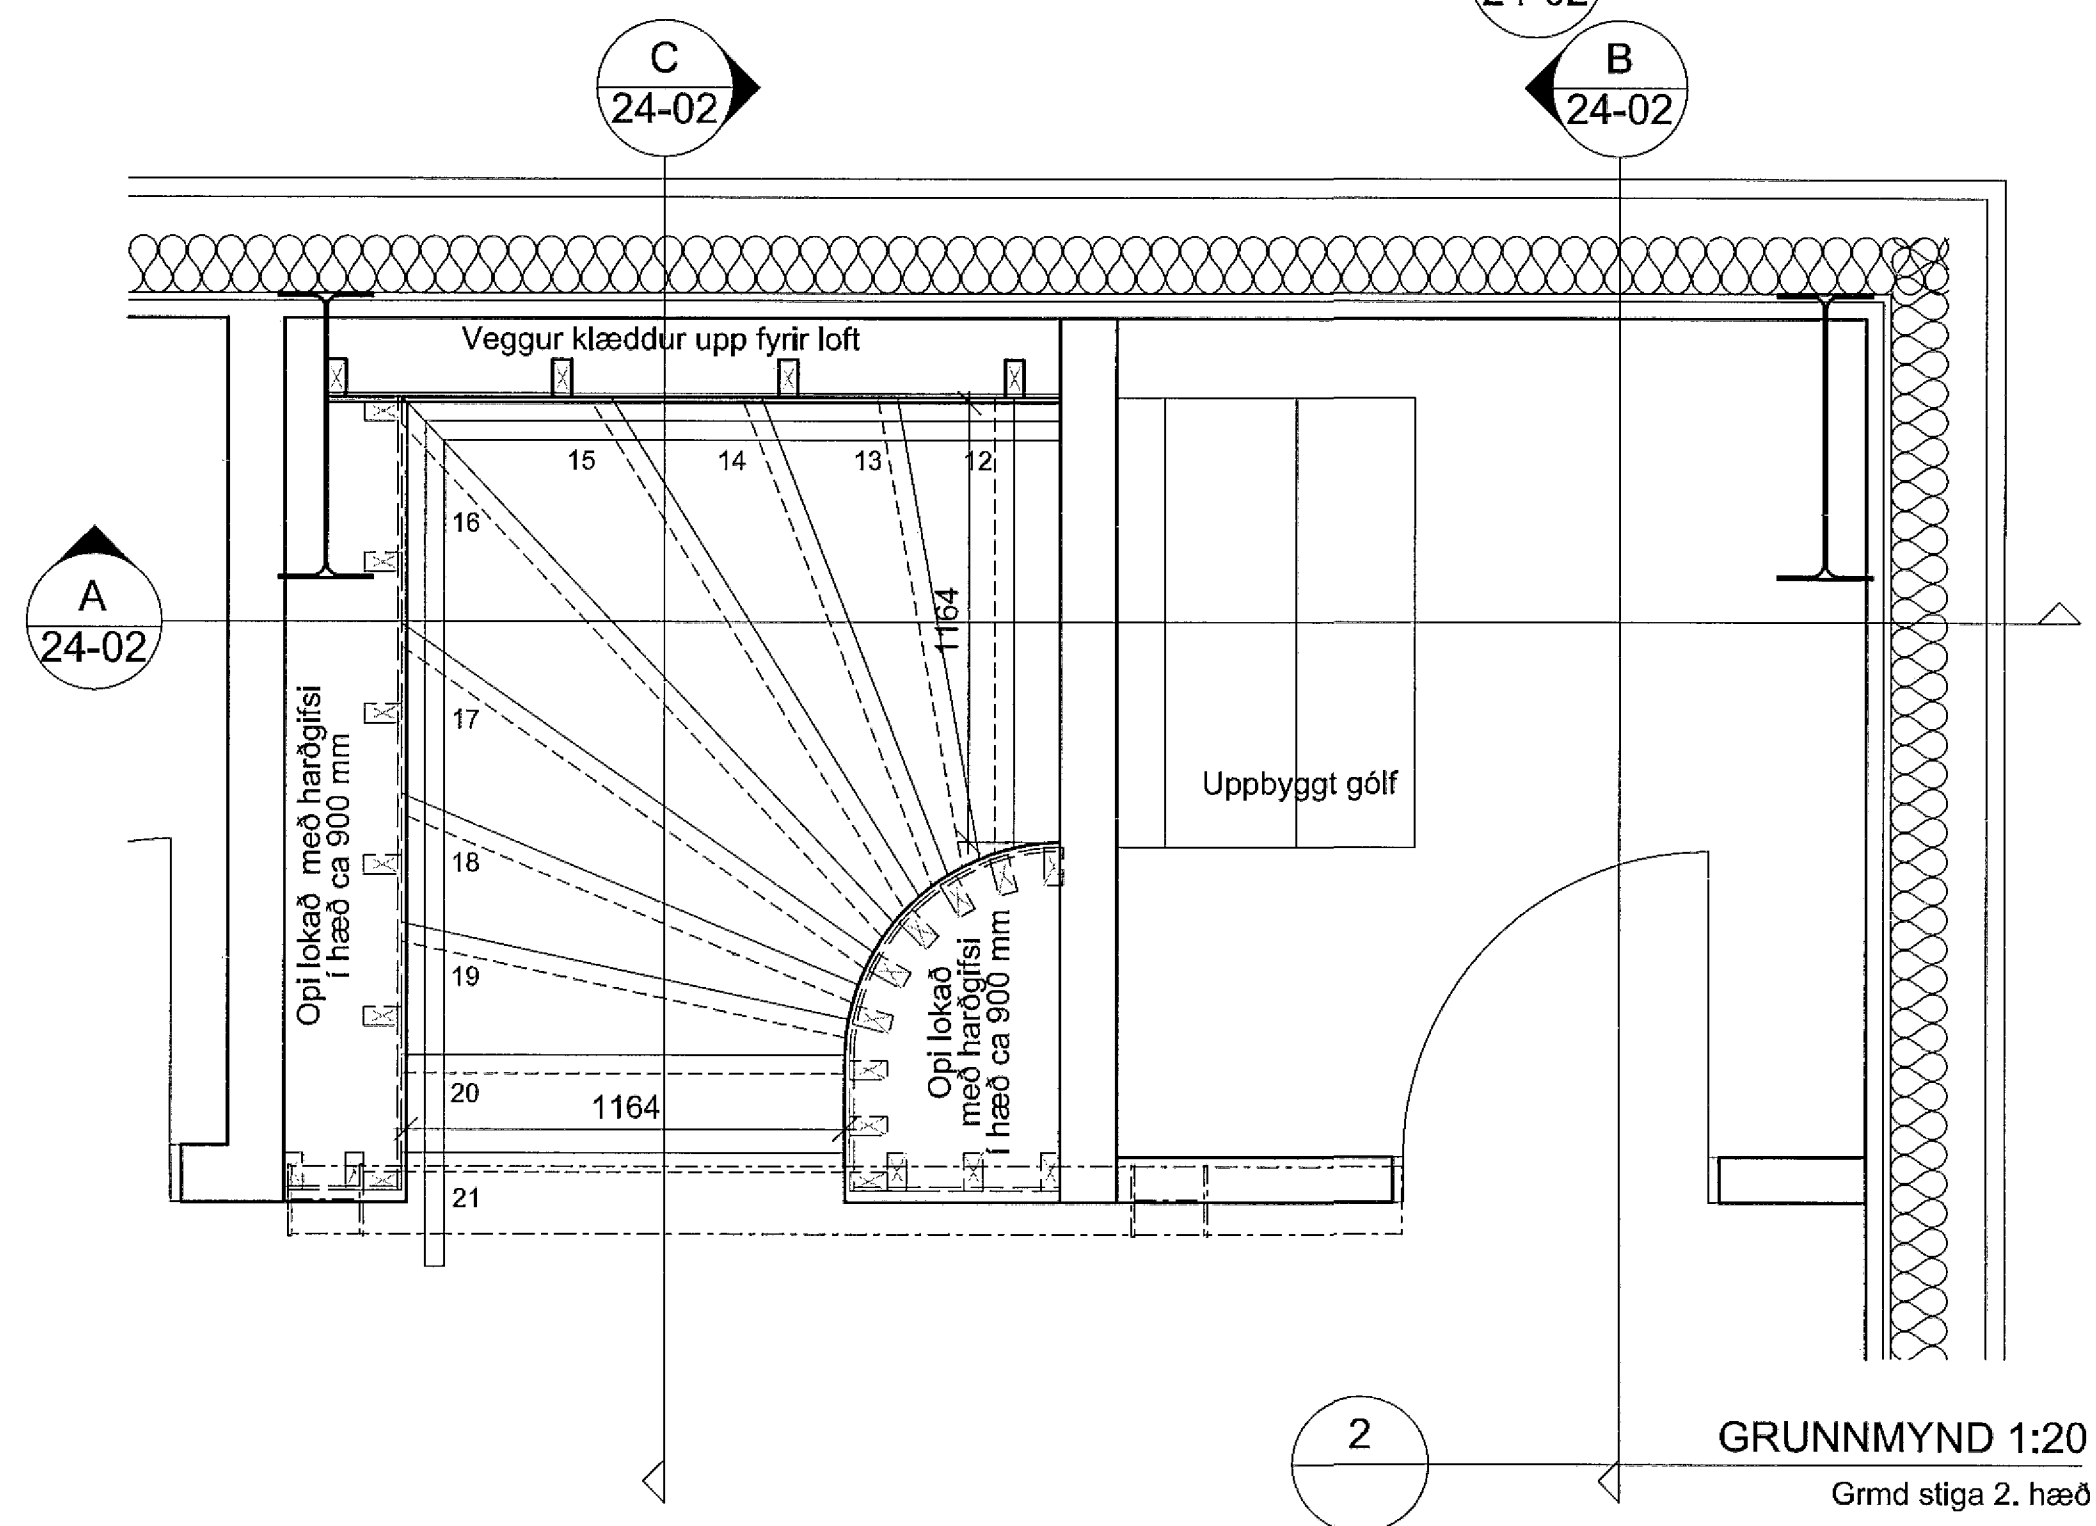 24-02
C
24-02
B
24-02
Veggur klæddur upp fyrir loft
15
14
13
12
16
A
24-02
1164
17
Opi lokað með harðgifsi
í hæð ca 900 mm
Uppbyggt gólf
18
19
Opi lokað
með harðgifsi
í hæð ca 900 mm
20
1164
21
2
GRUNNMYND 1:20
Grmd stiga 2. hæð